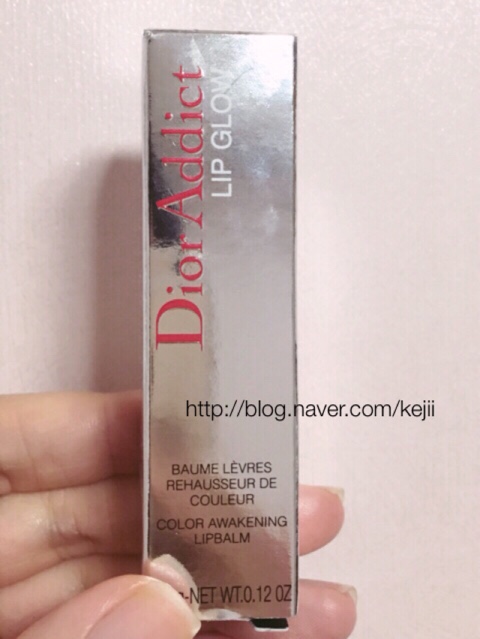 Dior Addict
LIP GLOW
http://blog.naver.com/kejii
BAUME LÈVRES
REHAUSSEUR DE
COULEUR
COLOR AWAKENING
LIPBALM
-NET WT.0.12 OZ